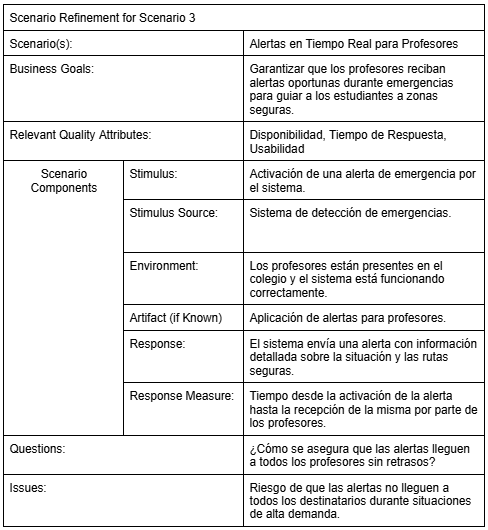 Scenario Refinement for Scenario 3
Scenario(s):
Alertas en Tiempo Real para Profesores
Business Goals:
Garantizar que los profesores reciban
alertas oportunas durante emergencias
para guiar a los estudiantes a zonas
seguras.
Relevant Quality Attributes:
Disponibilidad, Tiempo de Respuesta,
Usabilidad
Scenario
Components
Stimulus:
Activación de una alerta de emergencia por
el sistema.
Stimulus Source:
Sistema de detección de emergencias.
Environment:
Los profesores están presentes en el
colegio y el sistema está funcionando
correctamente.
Artifact (if Known)
Aplicación de alertas para profesores.
Response:
El sistema envía una alerta con información
detallada sobre la situación y las rutas
seguras.
Response Measure:
Tiempo desde la activación de la alerta
hasta la recepción de la misma por parte de
los profesores.
Questions:
¿Cómo se asegura que las alertas lleguen
a todos los profesores sin retrasos?
Issues:
Riesgo de que las alertas no lleguen a
todos los destinatarios durante situaciones
de alta demanda.